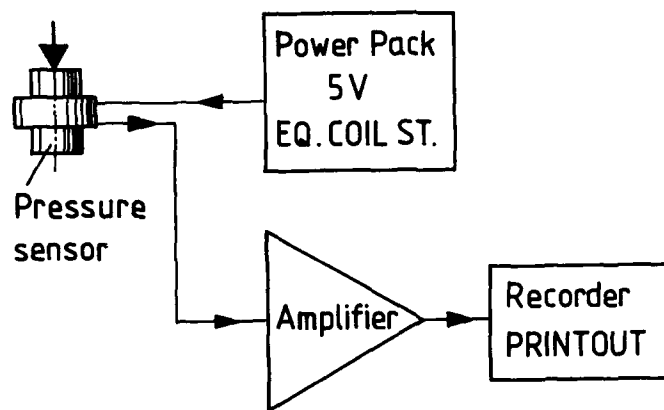 Power Pack
5V
EQ. COIL ST.
Pressure
sensor
Amplifier
Recorder
PRINTOUT